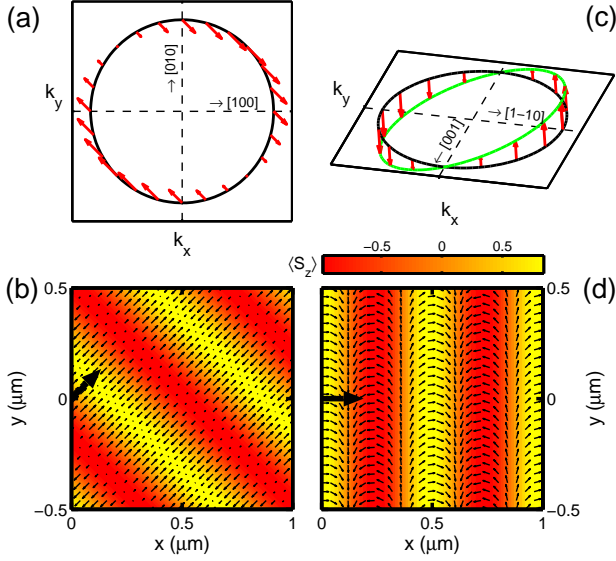 (a)
(c)
k_y
→[010]
→[100]
k_x
k_y
→[1−10]
←[001]
k_x
⟨S_z⟩
−0.5 0 0.5
(b)
(d)
0.5
0
−0.5
y (μm)
0 0.5 1
x (μm)
0.5
0
−0.5
y (μm)
0 0.5 1
x (μm)